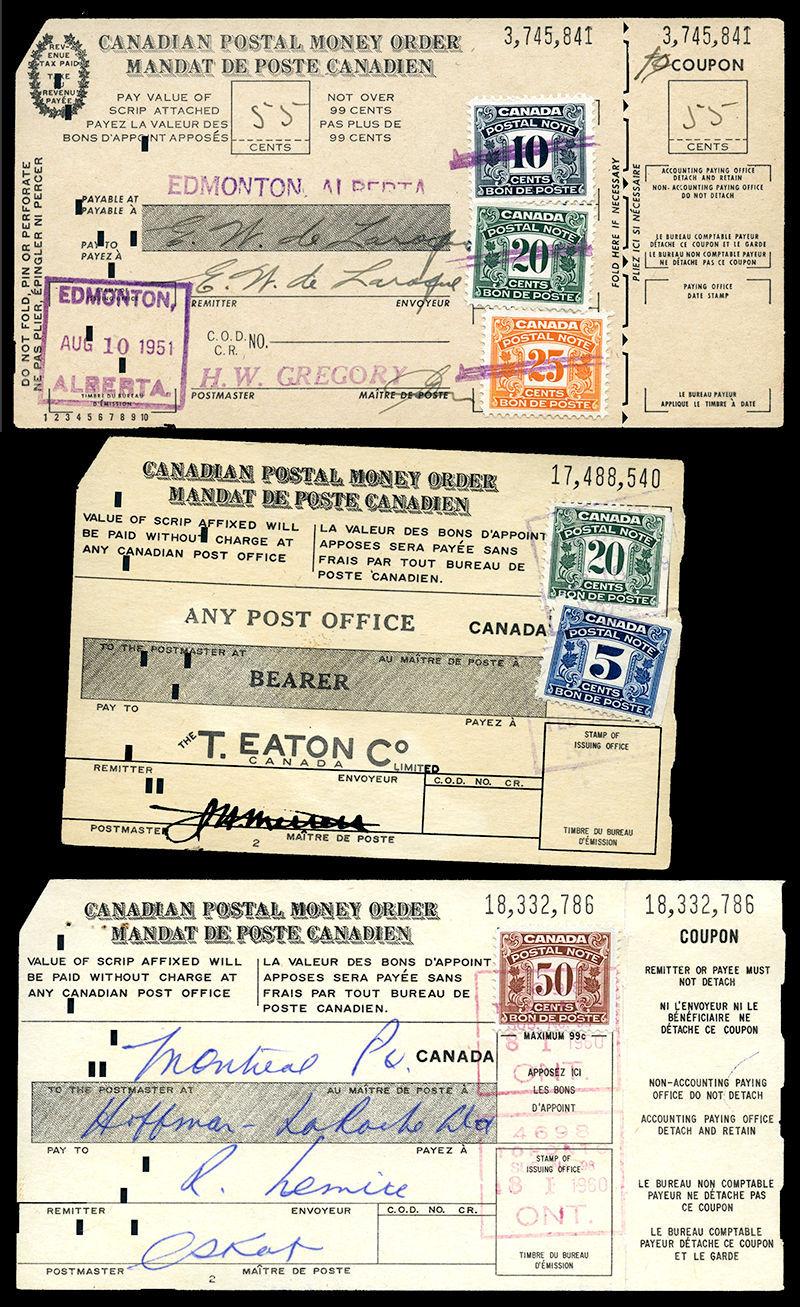 CANADIAN POSTAL MONEY ORDER
MANDAT DE POSTE CANADIEN
3,745,841
3,745,841
REVENUE TAX PAID
REVENU PAYÉE
PAY VALUE OF
SCRIP ATTACHED
PAYEZ LA VALEUR DES
BONS D'APPOINT APPOSÉS
55
CENTS
NOT OVER
99 CENTS
PAS PLUS DE
99 CENTS
COUPON
55
CENTS
CANADA
POSTAL NOTE
10
CENTS
BON DE POSTE
CANADA
POSTAL NOTE
20
CENTS
BON DE POSTE
CANADA
POSTAL NOTE
25
CENTS
BON DE POSTE
DO NOT FOLD, PIN OR PERFORATE
NE PAS PLIER, ÉPINGLER NI PERCER
EDMONTON, ALBERTA
PAYABLE AT
PAYABLE À
PAY TO
PAYEZ À
E. W. de Laroque
E. W. de Laroque
REMITTER ENVOYEUR
EDMONTON,
AUG 10 1951
ALBERTA.
TIMBRE DU BUREAU
D'ÉMISSION
1 2 3 4 5 6 7 8 9 10
C.O.D. NO.
C.R.
H. W. GREGORY
POSTMASTER MAÎTRE DE POSTE
FOLD HERE IF NECESSARY
PLIEZ ICI SI NÉCESSAIRE
ACCOUNTING PAYING OFFICE
DETACH AND RETAIN
NON-ACCOUNTING PAYING OFFICE
DO NOT DETACH
LE BUREAU COMPTABLE PAYEUR
DÉTACHE CE COUPON ET LE GARDE
LE BUREAU NON COMPTABLE PAYEUR
NE DÉTACHE PAS CE COUPON
PAYING OFFICE
DATE STAMP
LE BUREAU PAYEUR
APPLIQUE LE TIMBRE À DATE
CANADIAN POSTAL MONEY ORDER
MANDAT DE POSTE CANADIEN
17,488,540
VALUE OF SCRIP AFFIXED WILL
BE PAID WITHOUT CHARGE AT
ANY CANADIAN POST OFFICE
LA VALEUR DES BONS D'APPOINT
APPOSES SERA PAYÉE SANS
FRAIS PAR TOUT BUREAU DE
POSTE CANADIEN.
CANADA
POSTAL NOTE
20
CENTS
BON DE POSTE
CANADA
POSTAL NOTE
5
CENTS
BON DE POSTE
ANY POST OFFICE CANADA
TO THE POSTMASTER AT AU MAÎTRE DE POSTE À
BEARER
PAY TO PAYEZ À
THE T. EATON Co
CANADA LIMITED
REMITTER ENVOYEUR
C.O.D. NO. CR.
STAMP OF
ISSUING OFFICE
TIMBRE DU BUREAU
D'ÉMISSION
POSTMASTER MAÎTRE DE POSTE
2
CANADIAN POSTAL MONEY ORDER
MANDAT DE POSTE CANADIEN
18,332,786
18,332,786
VALUE OF SCRIP AFFIXED WILL
BE PAID WITHOUT CHARGE AT
ANY CANADIAN POST OFFICE
LA VALEUR DES BONS D'APPOINT
APPOSES SERA PAYÉE SANS
FRAIS PAR TOUT BUREAU DE
POSTE CANADIEN.
CANADA
POSTAL NOTE
50
CENTS
BON DE POSTE
MAXIMUM 99c
8 I 1960
ONT.
APPOSEZ ICI
LES BONS
D'APPOINT
Montreal P.Q. CANADA
TO THE POSTMASTER AT AU MAÎTRE DE POSTE À
Hoffman-LaRoche Ltd
PAY TO PAYEZ À
R. Lemire
REMITTER ENVOYEUR
C.O.D. NO. CR.
4698
TORONTO
STAMP OF
ISSUING OFFICE
8 I 1960
ONT.
TIMBRE DU BUREAU
D'ÉMISSION
POSTMASTER MAÎTRE DE POSTE
2
COUPON
REMITTER OR PAYEE MUST
NOT DETACH
NI L'ENVOYEUR NI LE
BÉNÉFICIAIRE NE
DÉTACHE CE COUPON
NON-ACCOUNTING PAYING
OFFICE DO NOT DETACH
ACCOUNTING PAYING OFFICE
DETACH AND RETAIN
LE BUREAU NON COMPTABLE
PAYEUR NE DÉTACHE PAS
CE COUPON
LE BUREAU COMPTABLE
PAYEUR DÉTACHE CE COUPON
ET LE GARDE